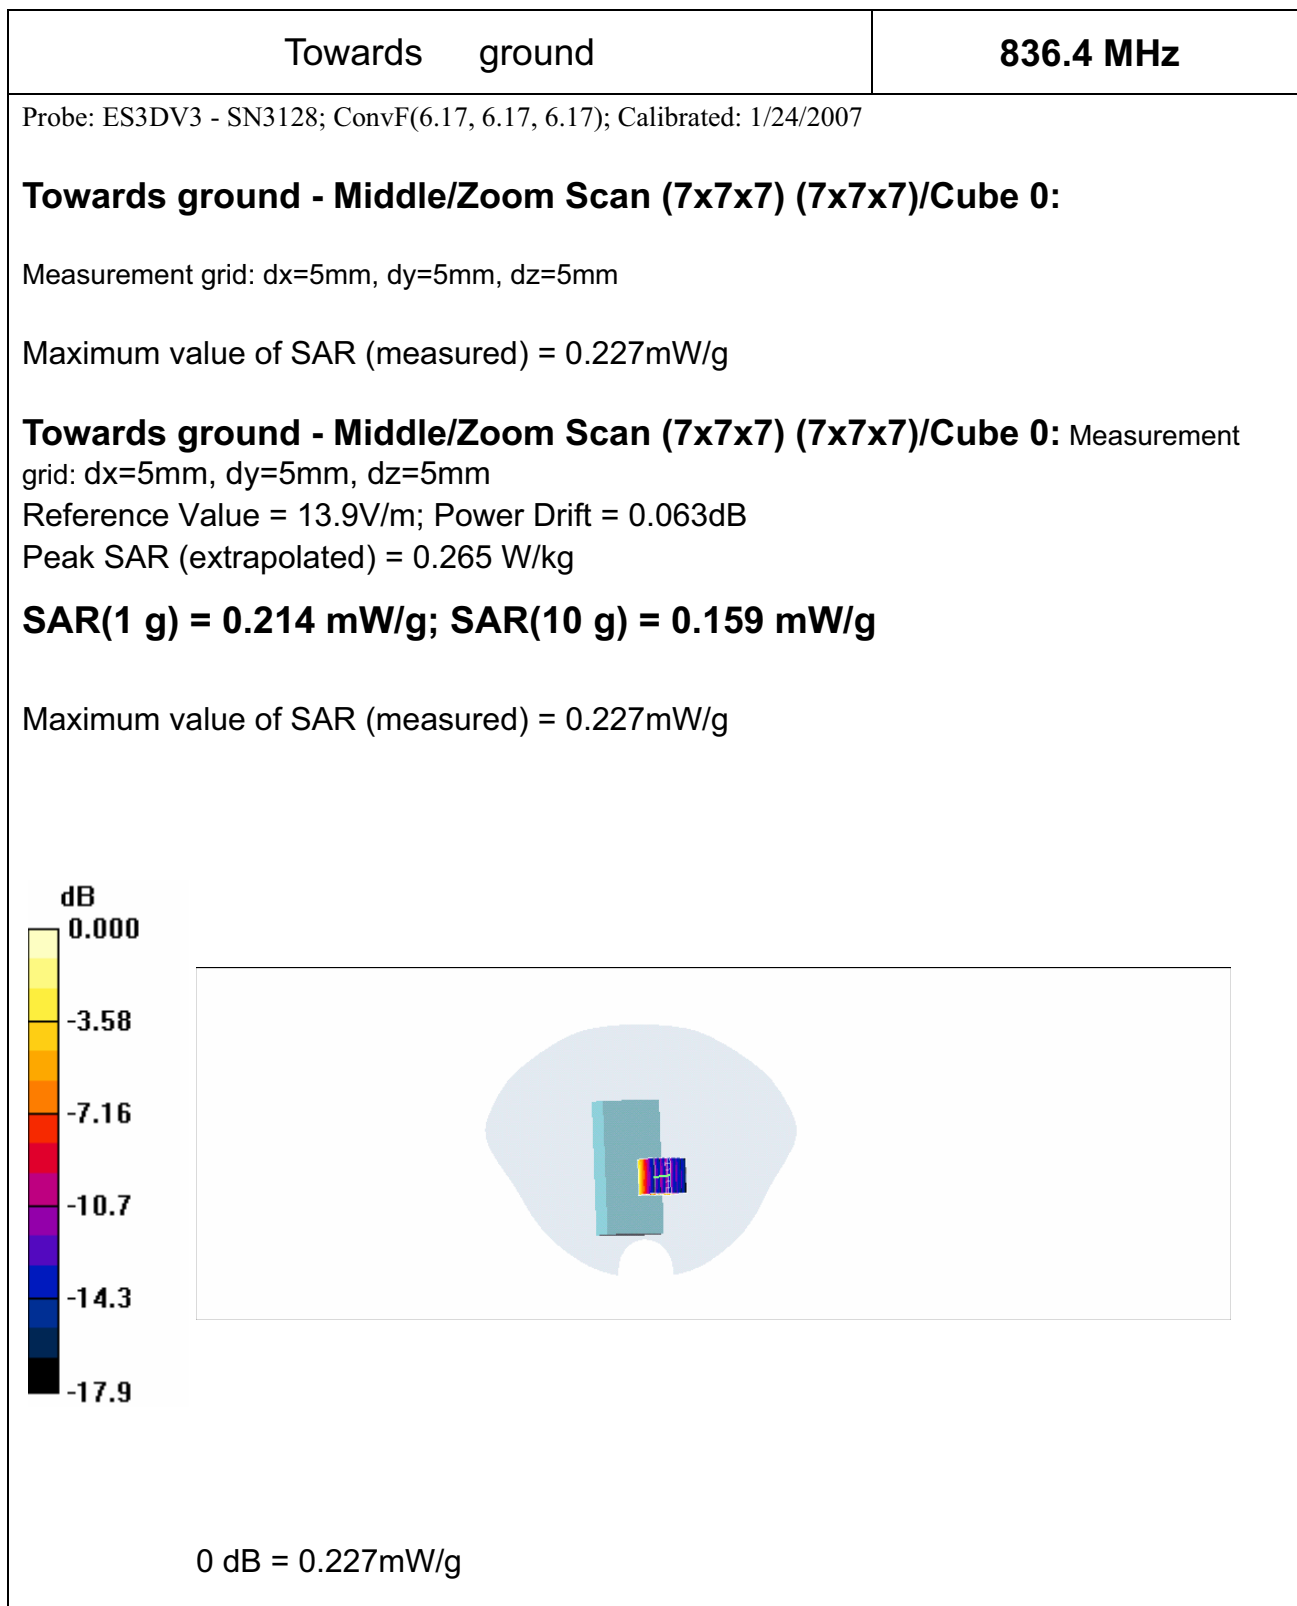 Towards ground
836.4 MHz
Probe: ES3DV3 - SN3128; ConvF(6.17, 6.17, 6.17); Calibrated: 1/24/2007
Towards ground - Middle/Zoom Scan (7x7x7) (7x7x7)/Cube 0:
Measurement grid: dx=5mm, dy=5mm, dz=5mm
Maximum value of SAR (measured) = 0.227mW/g
Towards ground - Middle/Zoom Scan (7x7x7) (7x7x7)/Cube 0: Measurement
grid: dx=5mm, dy=5mm, dz=5mm
Reference Value = 13.9V/m; Power Drift = 0.063dB
Peak SAR (extrapolated) = 0.265 W/kg
SAR(1 g) = 0.214 mW/g; SAR(10 g) = 0.159 mW/g
Maximum value of SAR (measured) = 0.227mW/g
dB
0.000
-3.58
-7.16
-10.7
-14.3
-17.9
0 dB = 0.227mW/g